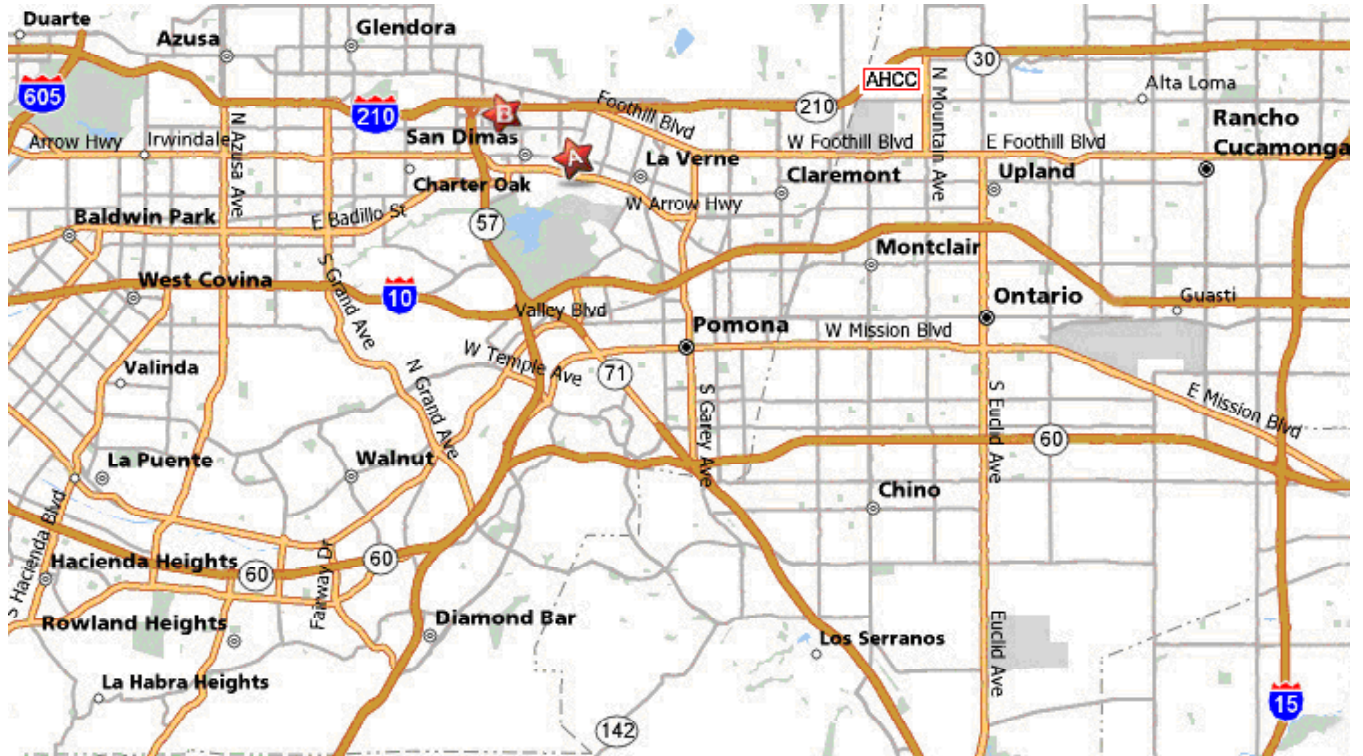 Duarte
Azusa
Glendora
605
210
B
Foothill Blvd
210
AHCC
30
Alta Loma
N Mountain Ave
Arrow Hwy
Irwindale
N Azusa Ave
San Dimas
A
La Verne
W Foothill Blvd
E Foothill Blvd
Rancho
Cucamonga
Charter Oak
Claremont
Upland
Baldwin Park
E Badillo St
57
W Arrow Hwy
Montclair
West Covina
S Grand Ave
10
Valley Blvd
Pomona
W Mission Blvd
Ontario
Guasti
Valinda
N Grand Ave
W Temple Ave
71
S Garey Ave
S Euclid Ave
E Mission Blvd
60
La Puente
Walnut
Chino
S Hacienda Blvd
Hacienda Heights
60
Fairway Dr
60
Rowland Heights
Diamond Bar
Los Serranos
Euclid Ave
La Habra Heights
142
15